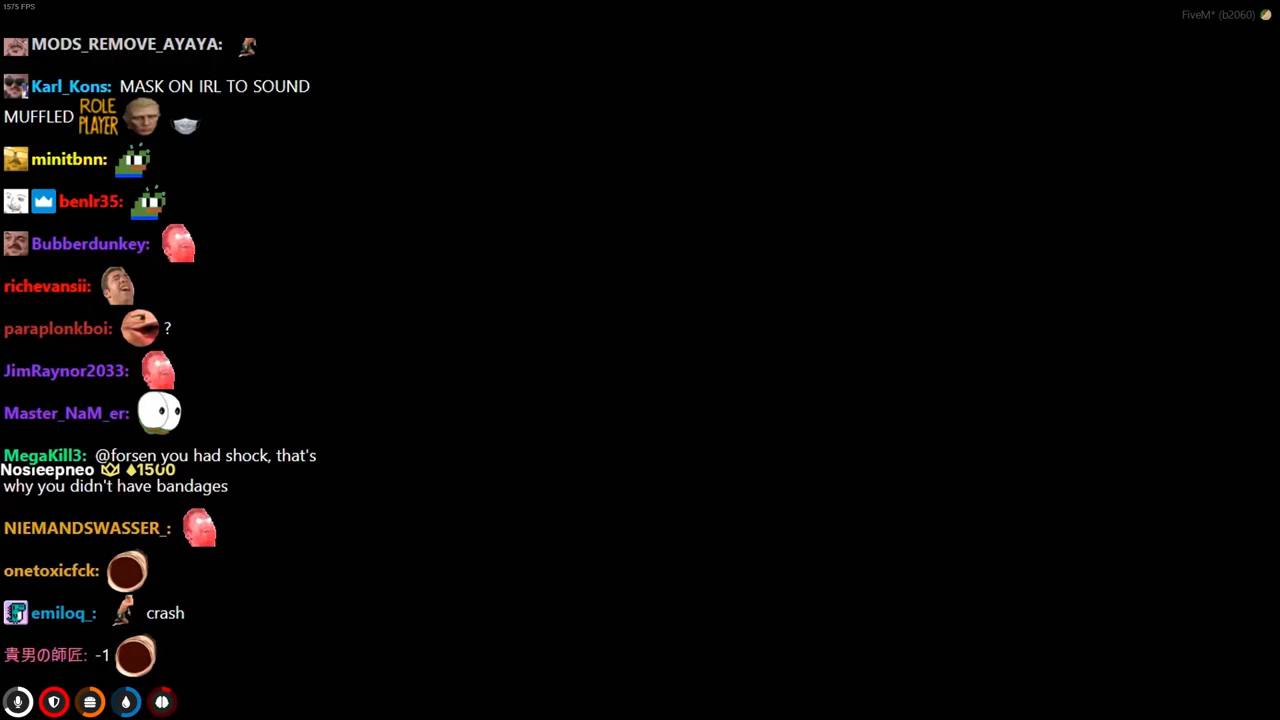 1575 FPS
FiveM* (b2060)
MODS_REMOVE_AYAYA:
Karl_Kons: MASK ON IRL TO SOUND
MUFFLED ROLE PLAYER
minitbnn:
benlr35:
Bubberdunkey:
richevansii:
paraplonkboi: ?
JimRaynor2033:
Master_NaM_er:
MegaKill3: @forsen you had shock, that's
Nosleepneo 1500
why you didn't have bandages
NIEMANDSWASSER_:
onetoxicfck:
emiloq_: crash
貴男の師匠: -1